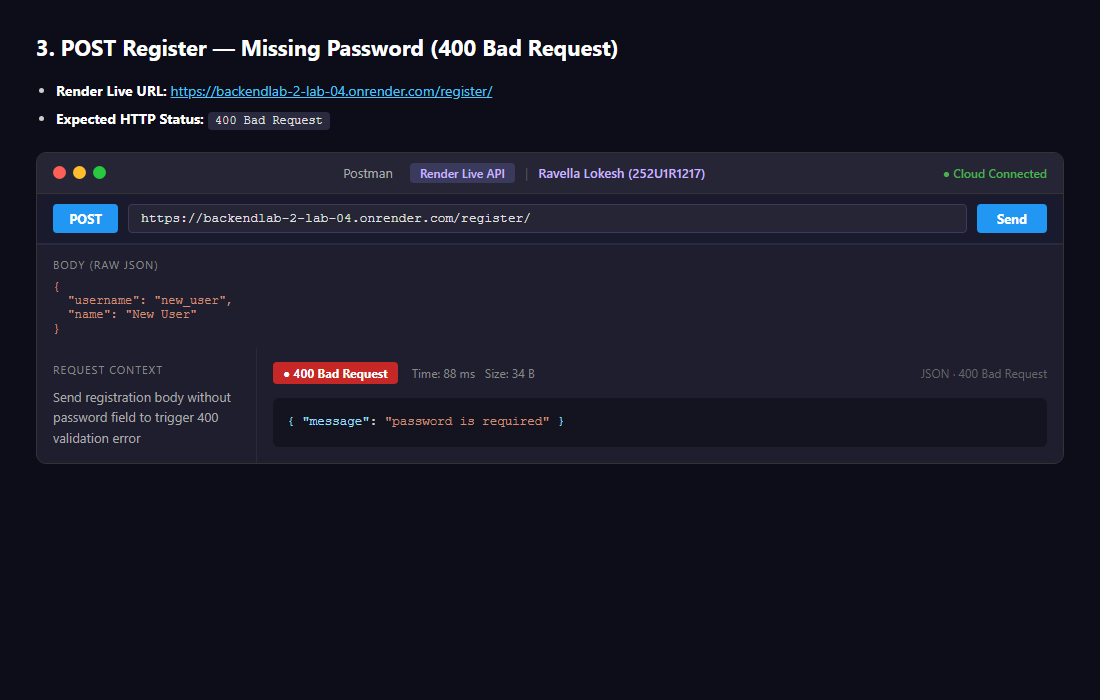 3. POST Register — Missing Password (400 Bad Request)
• Render Live URL: https://backendlab-2-lab-04.onrender.com/register/
• Expected HTTP Status: 400 Bad Request
Postman Render Live API | Ravella Lokesh (252U1R1217) ● Cloud Connected
POST https://backendlab-2-lab-04.onrender.com/register/ Send
BODY (RAW JSON)
{
  "username": "new_user",
  "name": "New User"
}
REQUEST CONTEXT
Send registration body without
password field to trigger 400
validation error
● 400 Bad Request Time: 88 ms Size: 34 B JSON · 400 Bad Request
{ "message": "password is required" }